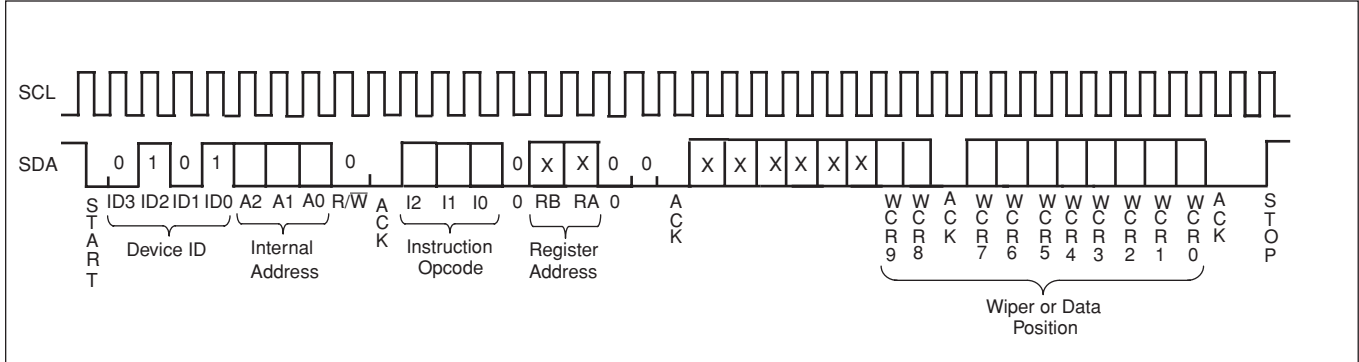 SCL
SDA
0 1 0 1 0 0 X X 0 0 X X X X X X
START
ID3 ID2 ID1 ID0 A2 A1 A0 R/W̅ ACK I2 I1 I0 0 RB RA 0 ACK WCR9 WCR8 ACK WCR7 WCR6 WCR5 WCR4 WCR3 WCR2 WCR1 WCR0 ACK STOP
Device ID
Internal
Address
Instruction
Opcode
Register
Address
Wiper or Data
Position